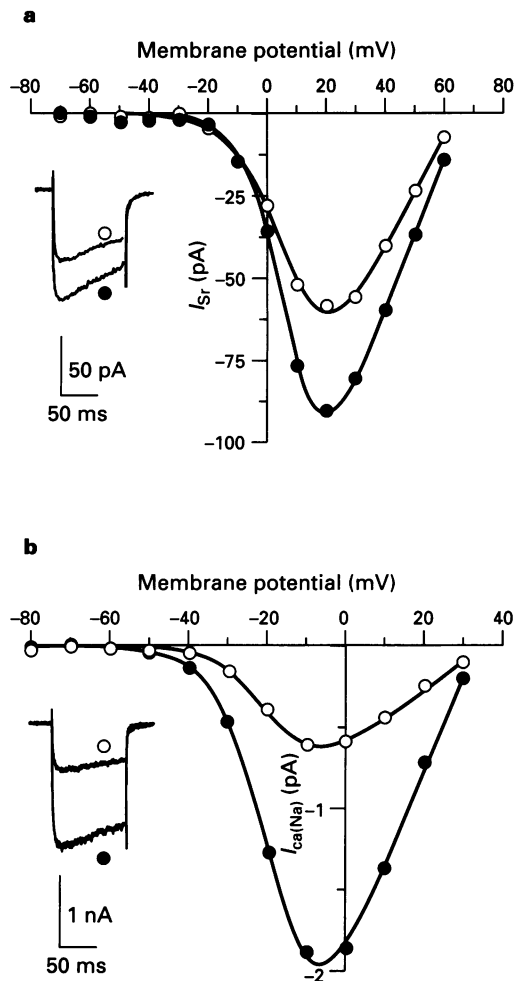 a
Membrane potential (mV)
−80 −60 −40 −20 0 20 40 60 80
−25
−50
−75
−100
I_Sr (pA)
50 pA
50 ms
b
Membrane potential (mV)
−80 −60 −40 −20 0 20 40
−1
−2
I_ca(Na) (pA)
1 nA
50 ms